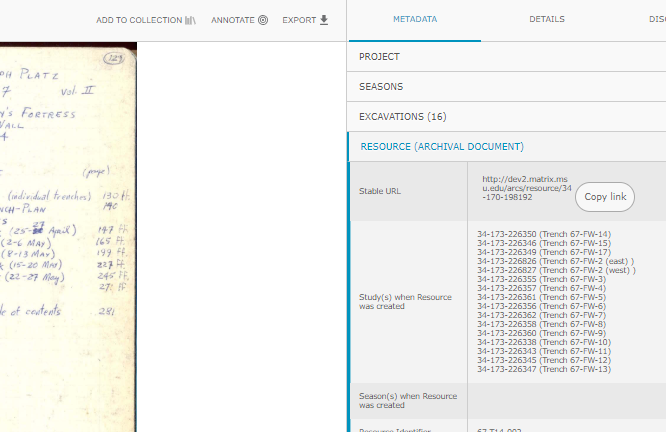 ADD TO COLLECTION
ANNOTATE
EXPORT
METADATA
DETAILS
PROJECT
SEASONS
EXCAVATIONS (16)
RESOURCE (ARCHIVAL DOCUMENT)
Stable URL
http://dev2.matrix.ms
u.edu/arcs/resource/34
-170-198192
Copy link
Study(s) when Resource
was created
34-173-226350 (Trench 67-FW-14)
34-173-226346 (Trench 67-FW-15)
34-173-226349 (Trench 67-FW-17)
34-173-226826 (Trench 67-FW-2 (east) )
34-173-226827 (Trench 67-FW-2 (west) )
34-173-226355 (Trench 67-FW-3)
34-173-226357 (Trench 67-FW-4)
34-173-226361 (Trench 67-FW-5)
34-173-226356 (Trench 67-FW-6)
34-173-226362 (Trench 67-FW-7)
34-173-226358 (Trench 67-FW-8)
34-173-226360 (Trench 67-FW-9)
34-173-226338 (Trench 67-FW-10)
34-173-226343 (Trench 67-FW-11)
34-173-226345 (Trench 67-FW-12)
34-173-226347 (Trench 67-FW-13)
Season(s) when Resource
was created
Resource Identifier
129
PLATZ
7 Vol. II
FORTRESS
WALL
4
(page)
(individual trenches) 130 ff.
PLAN 140
(25-27 April) 147 ff.
(2-6 May) 165 ff.
(8-13 May) 197 ff.
(15-20 May) 227 ff.
(22-27 May) 245 ff.
271 ff
of contents 281